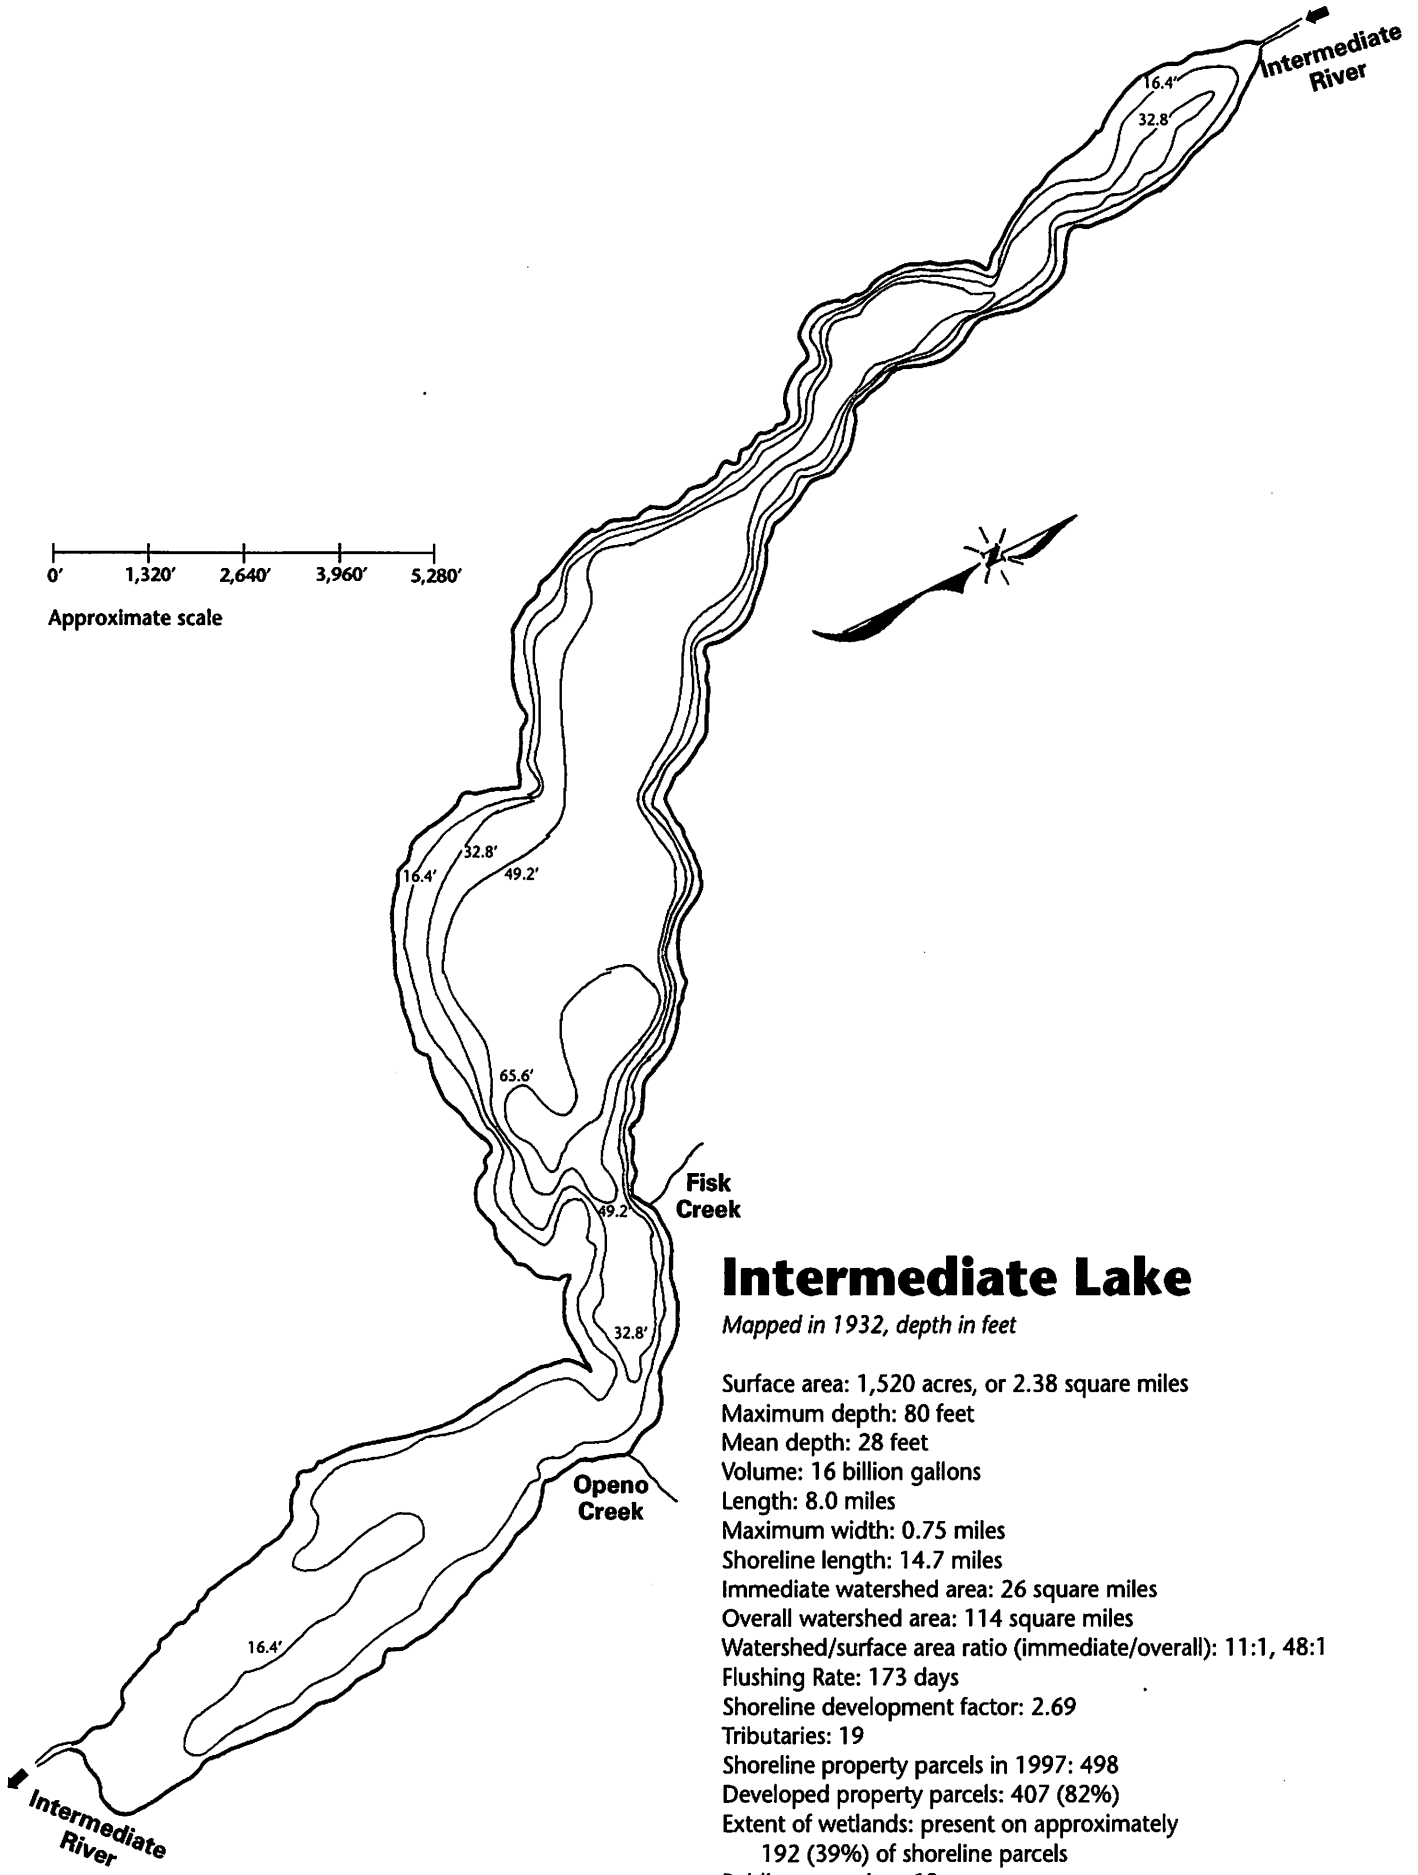 Intermediate
River
16.4'
32.8'
0' 1,320' 2,640' 3,960' 5,280'
Approximate scale
32.8'
16.4'
49.2'
65.6'
Fisk
Creek
49.2'
32.8'
Openo
Creek
16.4'
Intermediate
River
Intermediate Lake
Mapped in 1932, depth in feet
Surface area: 1,520 acres, or 2.38 square miles
Maximum depth: 80 feet
Mean depth: 28 feet
Volume: 16 billion gallons
Length: 8.0 miles
Maximum width: 0.75 miles
Shoreline length: 14.7 miles
Immediate watershed area: 26 square miles
Overall watershed area: 114 square miles
Watershed/surface area ratio (immediate/overall): 11:1, 48:1
Flushing Rate: 173 days
Shoreline development factor: 2.69
Tributaries: 19
Shoreline property parcels in 1997: 498
Developed property parcels: 407 (82%)
Extent of wetlands: present on approximately
192 (39%) of shoreline parcels